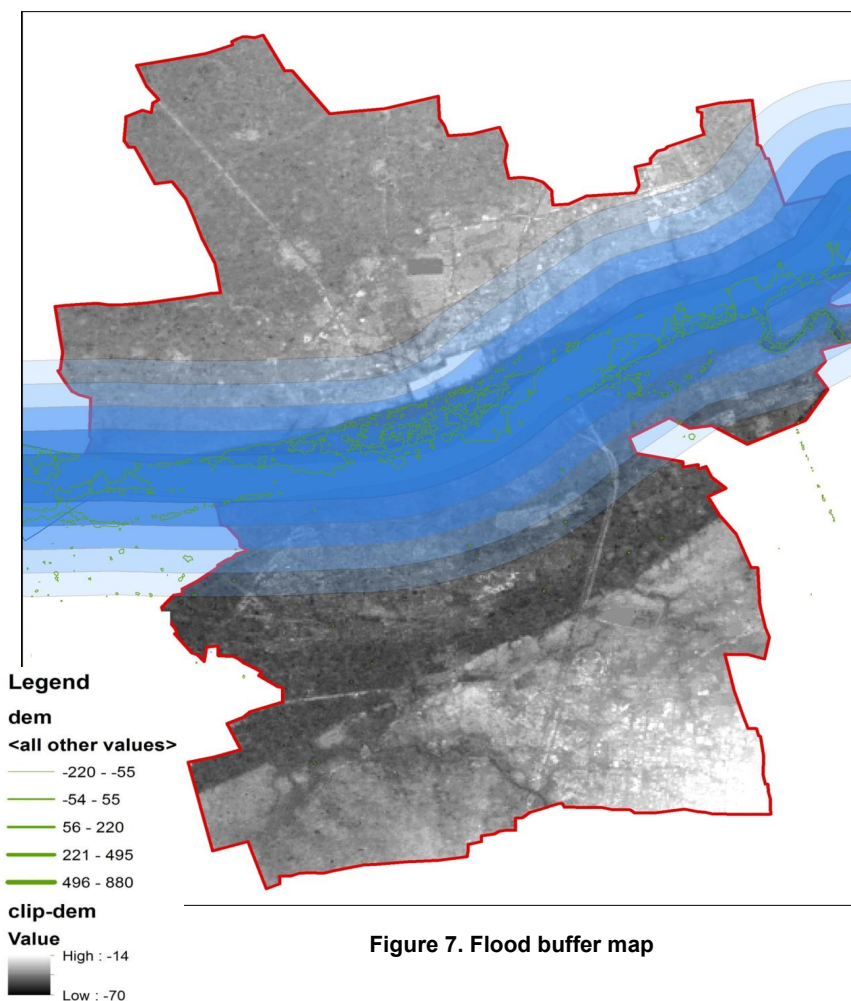 Legend
dem
<all other values>
-220 - -55
-54 - 55
56 - 220
221 - 495
496 - 880
clip-dem
Value
High : -14
Low : -70
Figure 7. Flood buffer map